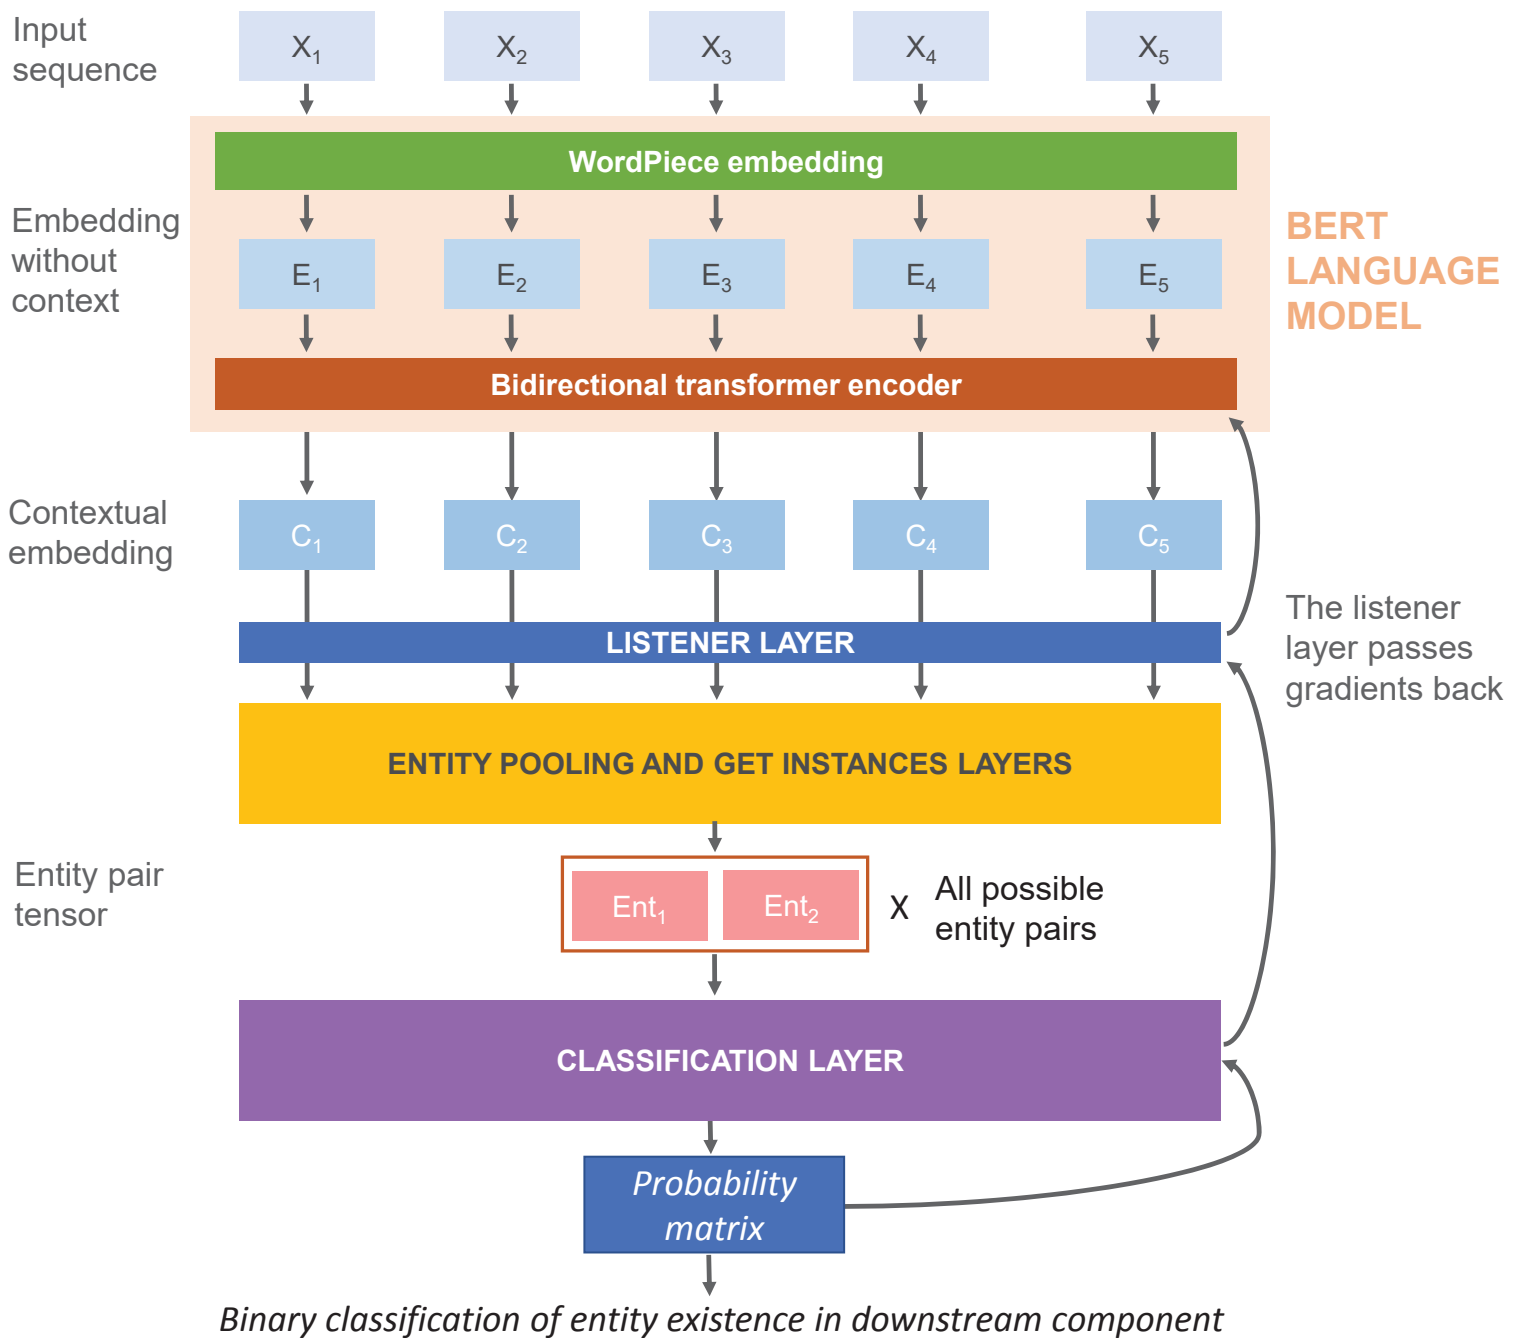 Input
sequence
X1 X2 X3 X4 X5
WordPiece embedding
Embedding
without
context
E1 E2 E3 E4 E5
BERT
LANGUAGE
MODEL
Bidirectional transformer encoder
Contextual
embedding
C1 C2 C3 C4 C5
LISTENER LAYER
The listener
layer passes
gradients back
ENTITY POOLING AND GET INSTANCES LAYERS
Entity pair
tensor
Ent1 Ent2
X
All possible
entity pairs
CLASSIFICATION LAYER
Probability
matrix
Binary classification of entity existence in downstream component